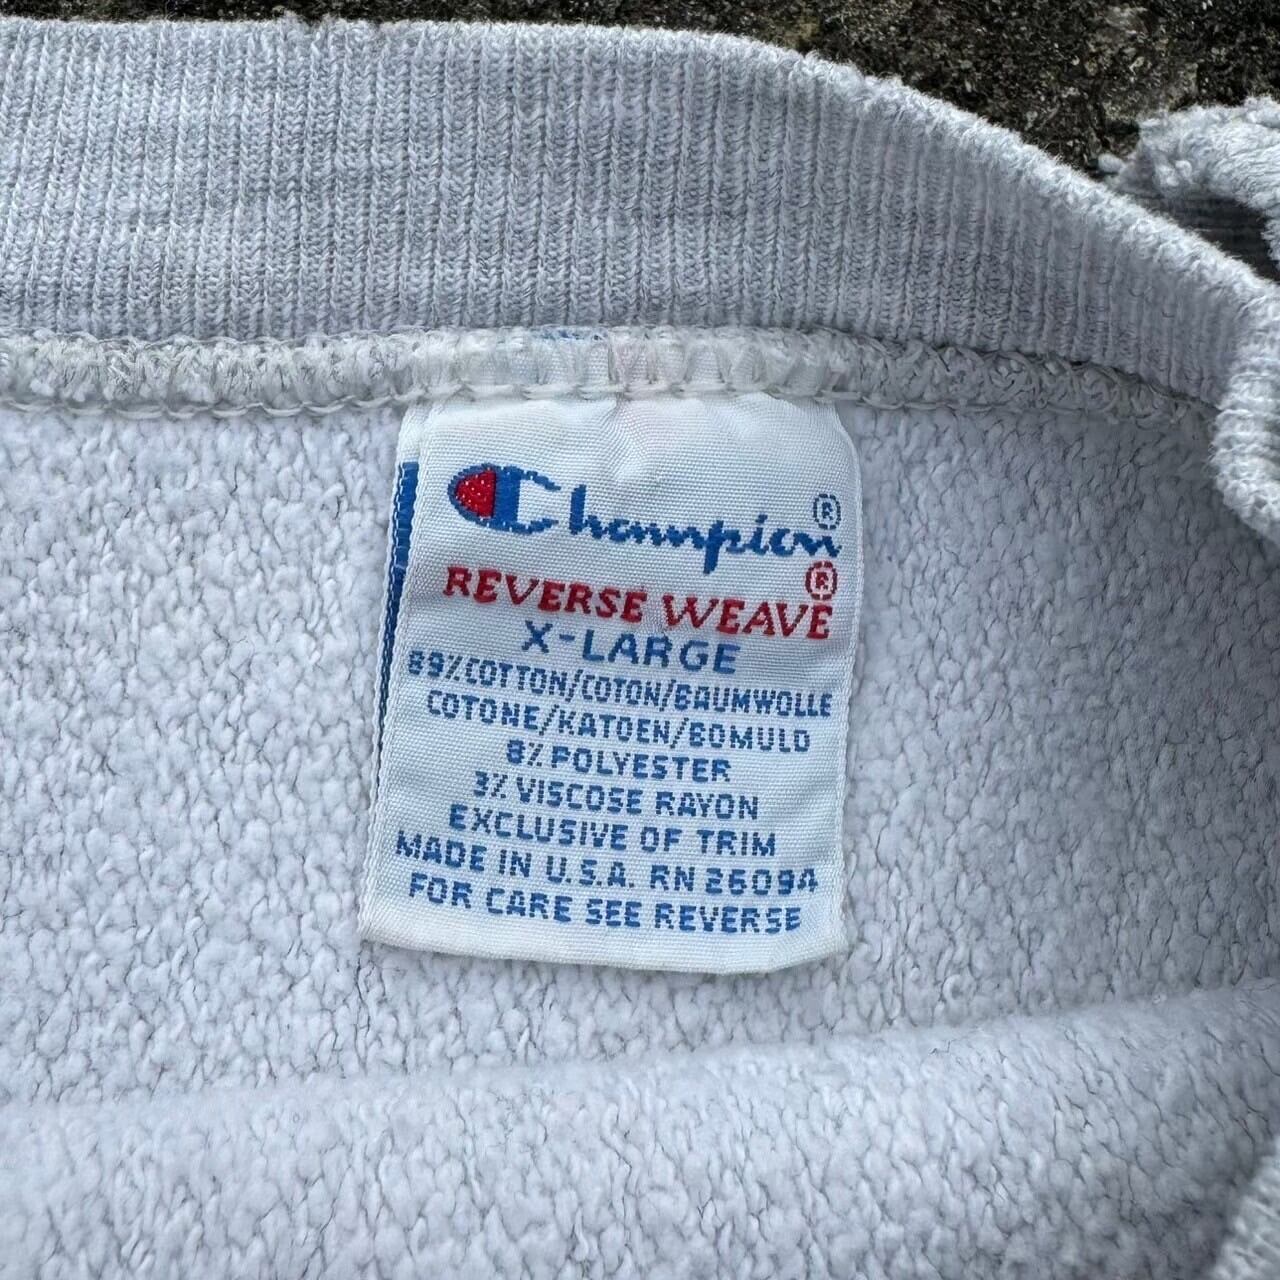 Champion®
REVERSE WEAVE®
X-LARGE
89% COTTON/COTON/BAUMWOLLE
COTONE/KATOEN/BOMULD
8% POLYESTER
3% VISCOSE RAYON
EXCLUSIVE OF TRIM
MADE IN U.S.A. RN 26094
FOR CARE SEE REVERSE